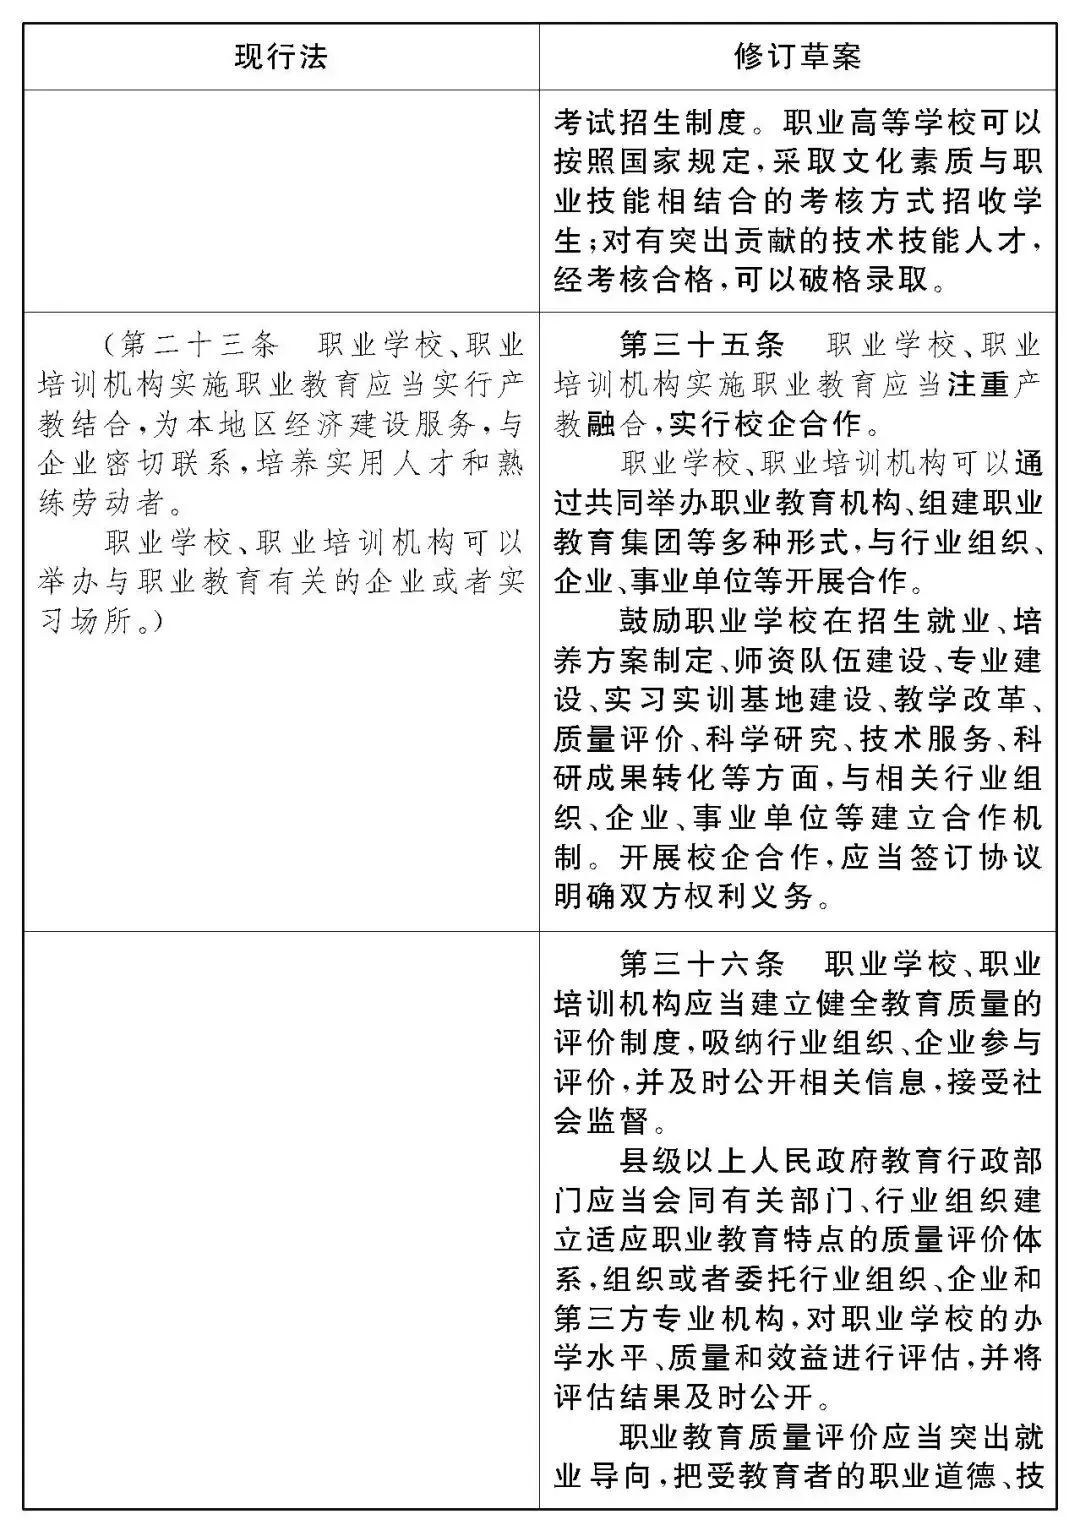 现行法
修订草案
考试招生制度。职业高等学校可以
按照国家规定,采取文化素质与职
业技能相结合的考核方式招收学
生;对有突出贡献的技术技能人才,
经考核合格,可以破格录取。
(第二十三条　职业学校、职业
培训机构实施职业教育应当实行产
教结合,为本地区经济建设服务,与
企业密切联系,培养实用人才和熟
练劳动者。
职业学校、职业培训机构可以
举办与职业教育有关的企业或者实
习场所。)
第三十五条　职业学校、职业
培训机构实施职业教育应当注重产
教融合,实行校企合作。
职业学校、职业培训机构可以通
过共同举办职业教育机构、组建职业
教育集团等多种形式,与行业组织、
企业、事业单位等开展合作。
鼓励职业学校在招生就业、培
养方案制定、师资队伍建设、专业建
设、实习实训基地建设、教学改革、
质量评价、科学研究、技术服务、科
研成果转化等方面,与相关行业组
织、企业、事业单位等建立合作机
制。开展校企合作,应当签订协议
明确双方权利义务。
第三十六条　职业学校、职业
培训机构应当建立健全教育质量的
评价制度,吸纳行业组织、企业参与
评价,并及时公开相关信息,接受社
会监督。
县级以上人民政府教育行政部
门应当会同有关部门、行业组织建
立适应职业教育特点的质量评价体
系,组织或者委托行业组织、企业和
第三方专业机构,对职业学校的办
学水平、质量和效益进行评估,并将
评估结果及时公开。
职业教育质量评价应当突出就
业导向,把受教育者的职业道德、技